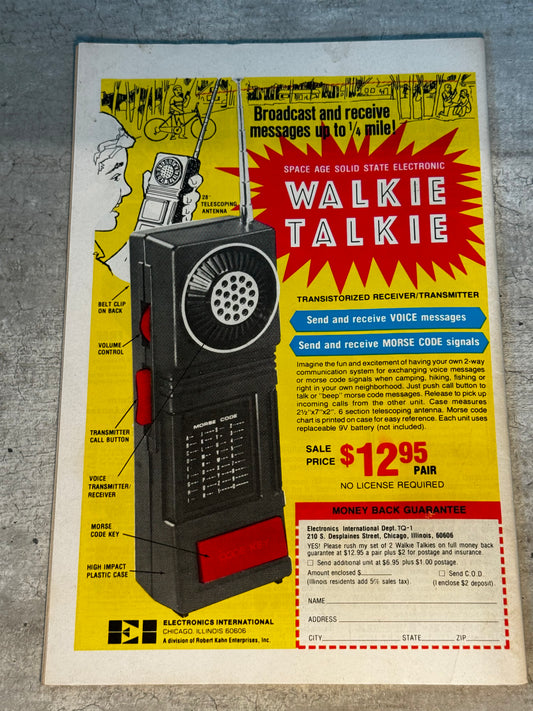 Broadcast and receive
messages up to 1/4 mile!
SPACE AGE SOLID STATE ELECTRONIC
WALKIE
TALKIE
28"
TELESCOPING
ANTENNA
TRANSISTORIZED RECEIVER/TRANSMITTER
Send and receive VOICE messages
Send and receive MORSE CODE signals
BELT CLIP
ON BACK
VOLUME
CONTROL
TRANSMITTER
CALL BUTTON
VOICE
TRANSMITTER/
RECEIVER
MORSE
CODE KEY
HIGH IMPACT
PLASTIC CASE
MORSE CODE
Imagine the fun and excitement of having your own 2-way
communication system for exchanging voice messages
or morse code signals when camping, hiking, fishing or
right in your own neighborhood. Just push call button to
talk or "beep" morse code messages. Release to pick up
incoming calls from the other unit. Case measures
2½"x7"x2". 6 section telescoping antenna. Morse code
chart is printed on case for easy reference. Each unit uses
replaceable 9V battery (not included).
SALE
PRICE $12.95
PAIR
NO LICENSE REQUIRED
MONEY BACK GUARANTEE
Electronics International Dept. TQ-1
210 S. Desplaines Street, Chicago, Illinois, 60606
YES! Please rush my set of 2 Walkie Talkies on full money back
guarantee at $12.95 a pair plus $2 for postage and insurance.
☐ Send additional unit at $6.95 plus $1.00 postage.
Amount enclosed $ ☐ Send C.O.D.
(Illinois residents add 5% sales tax). (I enclose $2 deposit).
NAME
ADDRESS
CITY STATE ZIP
EI
ELECTRONICS INTERNATIONAL
CHICAGO, ILLINOIS 60606
A division of Robert Kahn Enterprises, Inc.